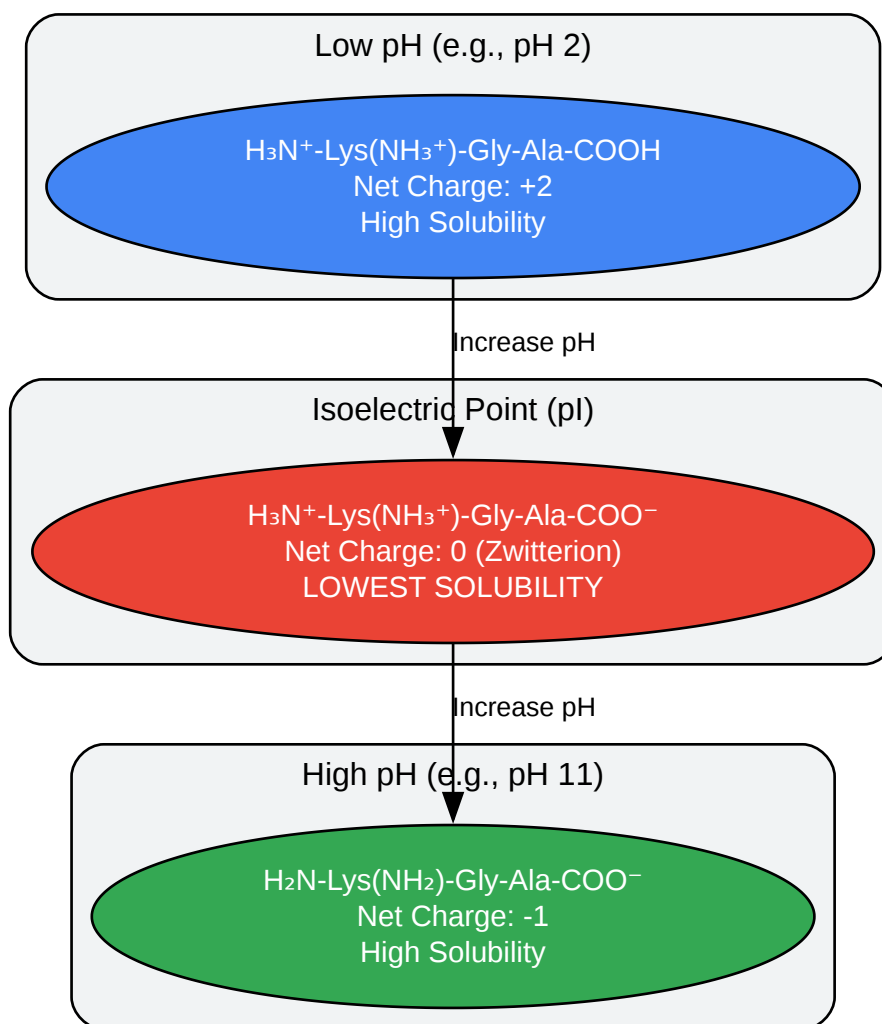 Low pH (e.g., pH 2)
H₃N⁺-Lys(NH₃⁺)-Gly-Ala-COOH
Net Charge: +2
High Solubility
Increase pH
Isoelectric Point (pI)
H₃N⁺-Lys(NH₃⁺)-Gly-Ala-COO⁻
Net Charge: 0 (Zwitterion)
LOWEST SOLUBILITY
Increase pH
High pH (e.g., pH 11)
H₂N-Lys(NH₂)-Gly-Ala-COO⁻
Net Charge: -1
High Solubility